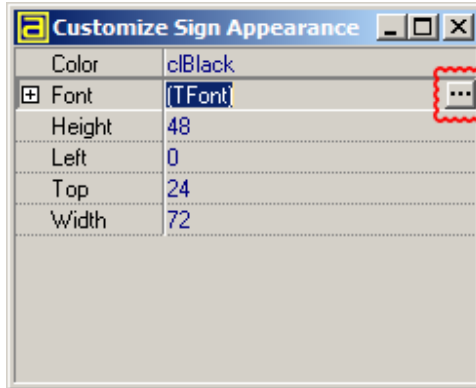 a Customize Sign Appearance
Color clBlack
Font (TFont) ...
Height 48
Left 0
Top 24
Width 72